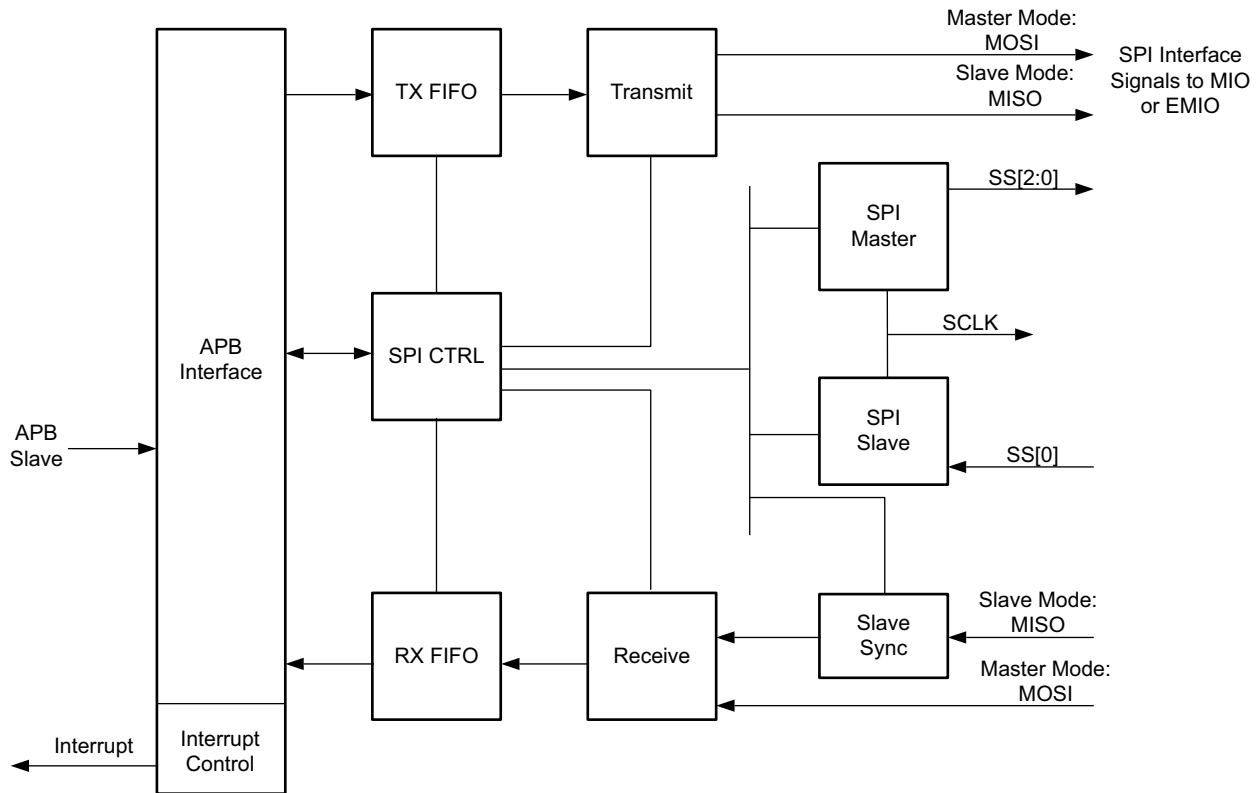 Master Mode:
MOSI
Slave Mode:
MISO
SPI Interface
Signals to MIO
or EMIO
TX FIFO
Transmit
SS[2:0]
SPI
Master
SCLK
APB
Interface
SPI CTRL
SPI
Slave
SS[0]
APB
Slave
RX FIFO
Receive
Slave
Sync
Slave Mode:
MISO
Master Mode:
MOSI
Interrupt
Interrupt
Control